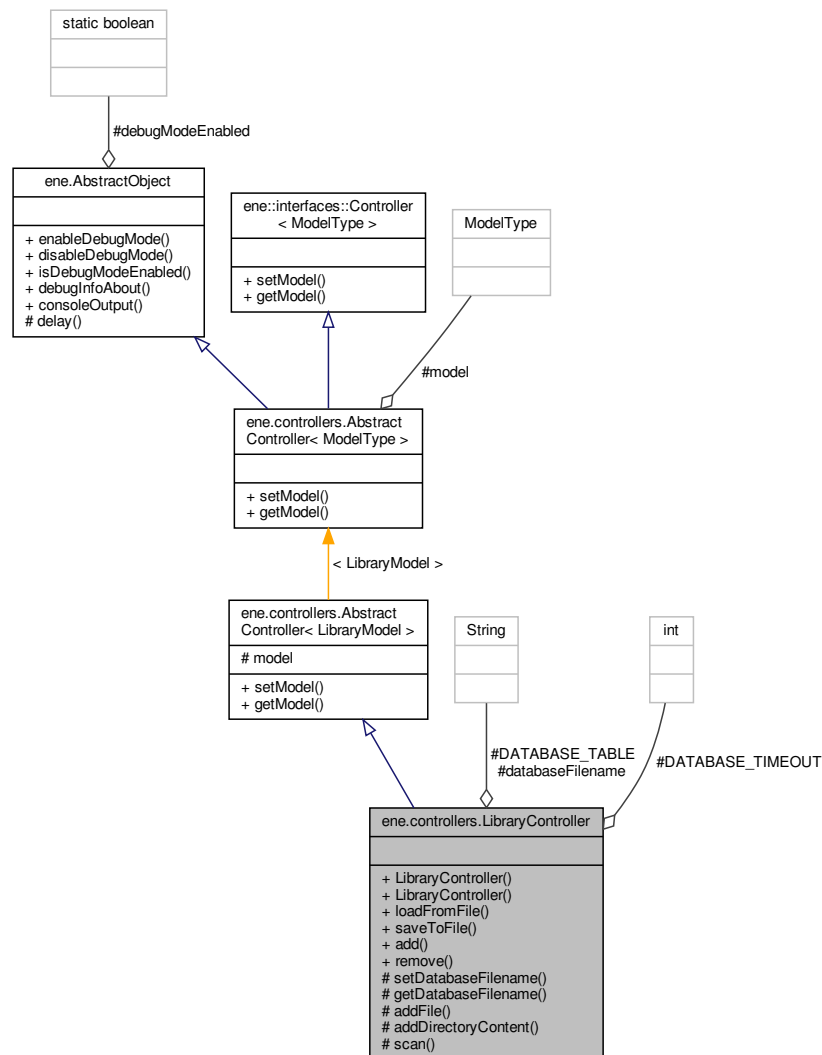 static boolean
#debugModeEnabled
ene.AbstractObject
+ enableDebugMode()
+ disableDebugMode()
+ isDebugModeEnabled()
+ debugInfoAbout()
+ consoleOutput()
# delay()
ene::interfaces::Controller
< ModelType >
+ setModel()
+ getModel()
ModelType
#model
ene.controllers.Abstract
Controller< ModelType >
+ setModel()
+ getModel()
< LibraryModel >
ene.controllers.Abstract
Controller< LibraryModel >
# model
+ setModel()
+ getModel()
String
int
#DATABASE_TABLE
#databaseFilename
#DATABASE_TIMEOUT
ene.controllers.LibraryController
+ LibraryController()
+ LibraryController()
+ loadFromFile()
+ saveToFile()
+ add()
+ remove()
# setDatabaseFilename()
# getDatabaseFilename()
# addFile()
# addDirectoryContent()
# scan()